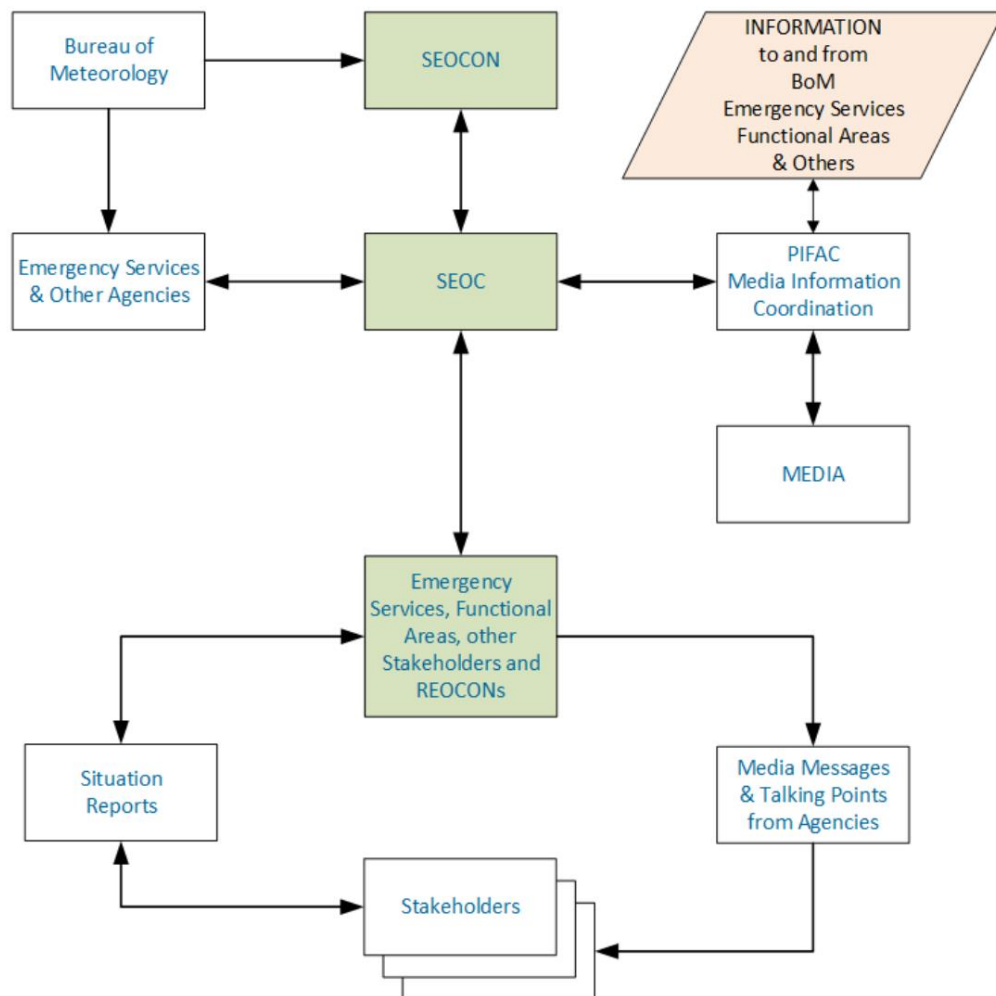 Bureau of
Meteorology
SEOCON
INFORMATION
to and from
BoM
Emergency Services
Functional Areas
& Others
Emergency Services
& Other Agencies
SEOC
PIFAC
Media Information
Coordination
MEDIA
Emergency
Services, Functional
Areas, other
Stakeholders and
REOCONs
Situation
Reports
Media Messages
& Talking Points
from Agencies
Stakeholders